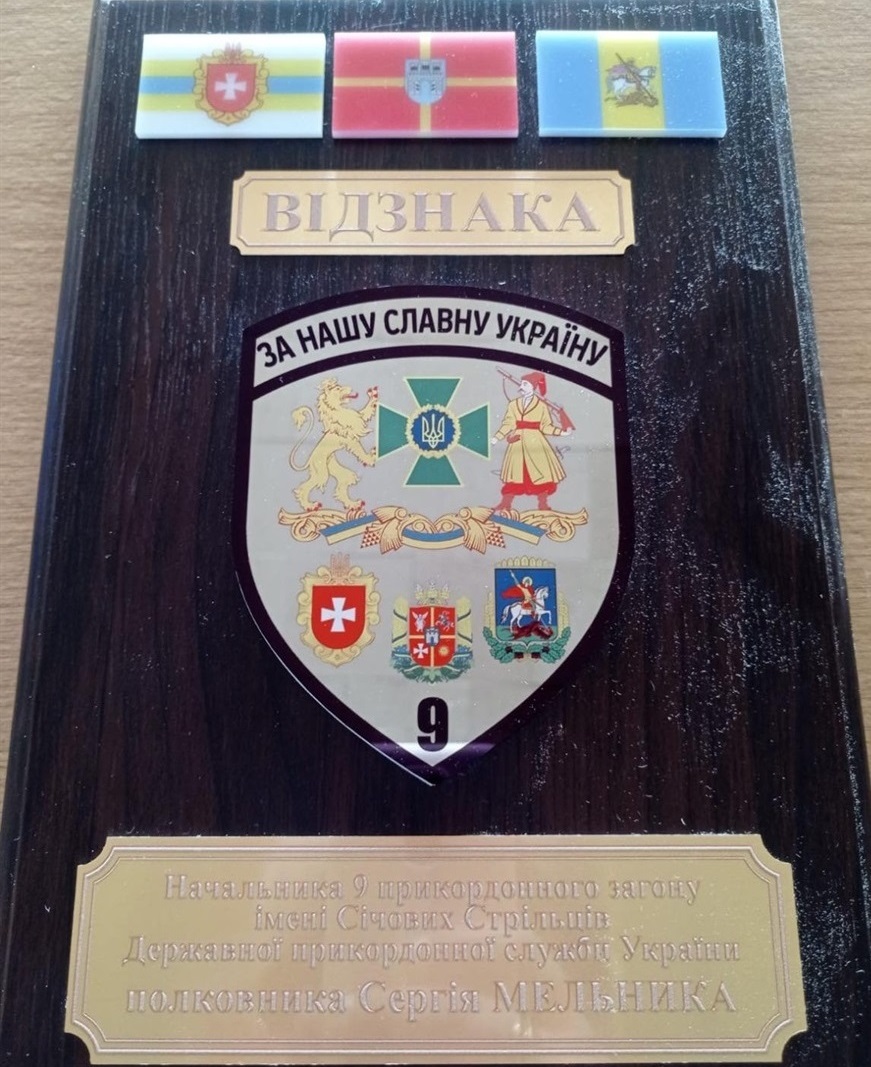 ВІДЗНАКА
ЗА НАШУ СЛАВНУ УКРАЇНУ
9
Начальника 9 прикордонного загону
імені Січових Стрільців
Державної прикордонної служби України
полковника Сергія МЕЛЬНИКА